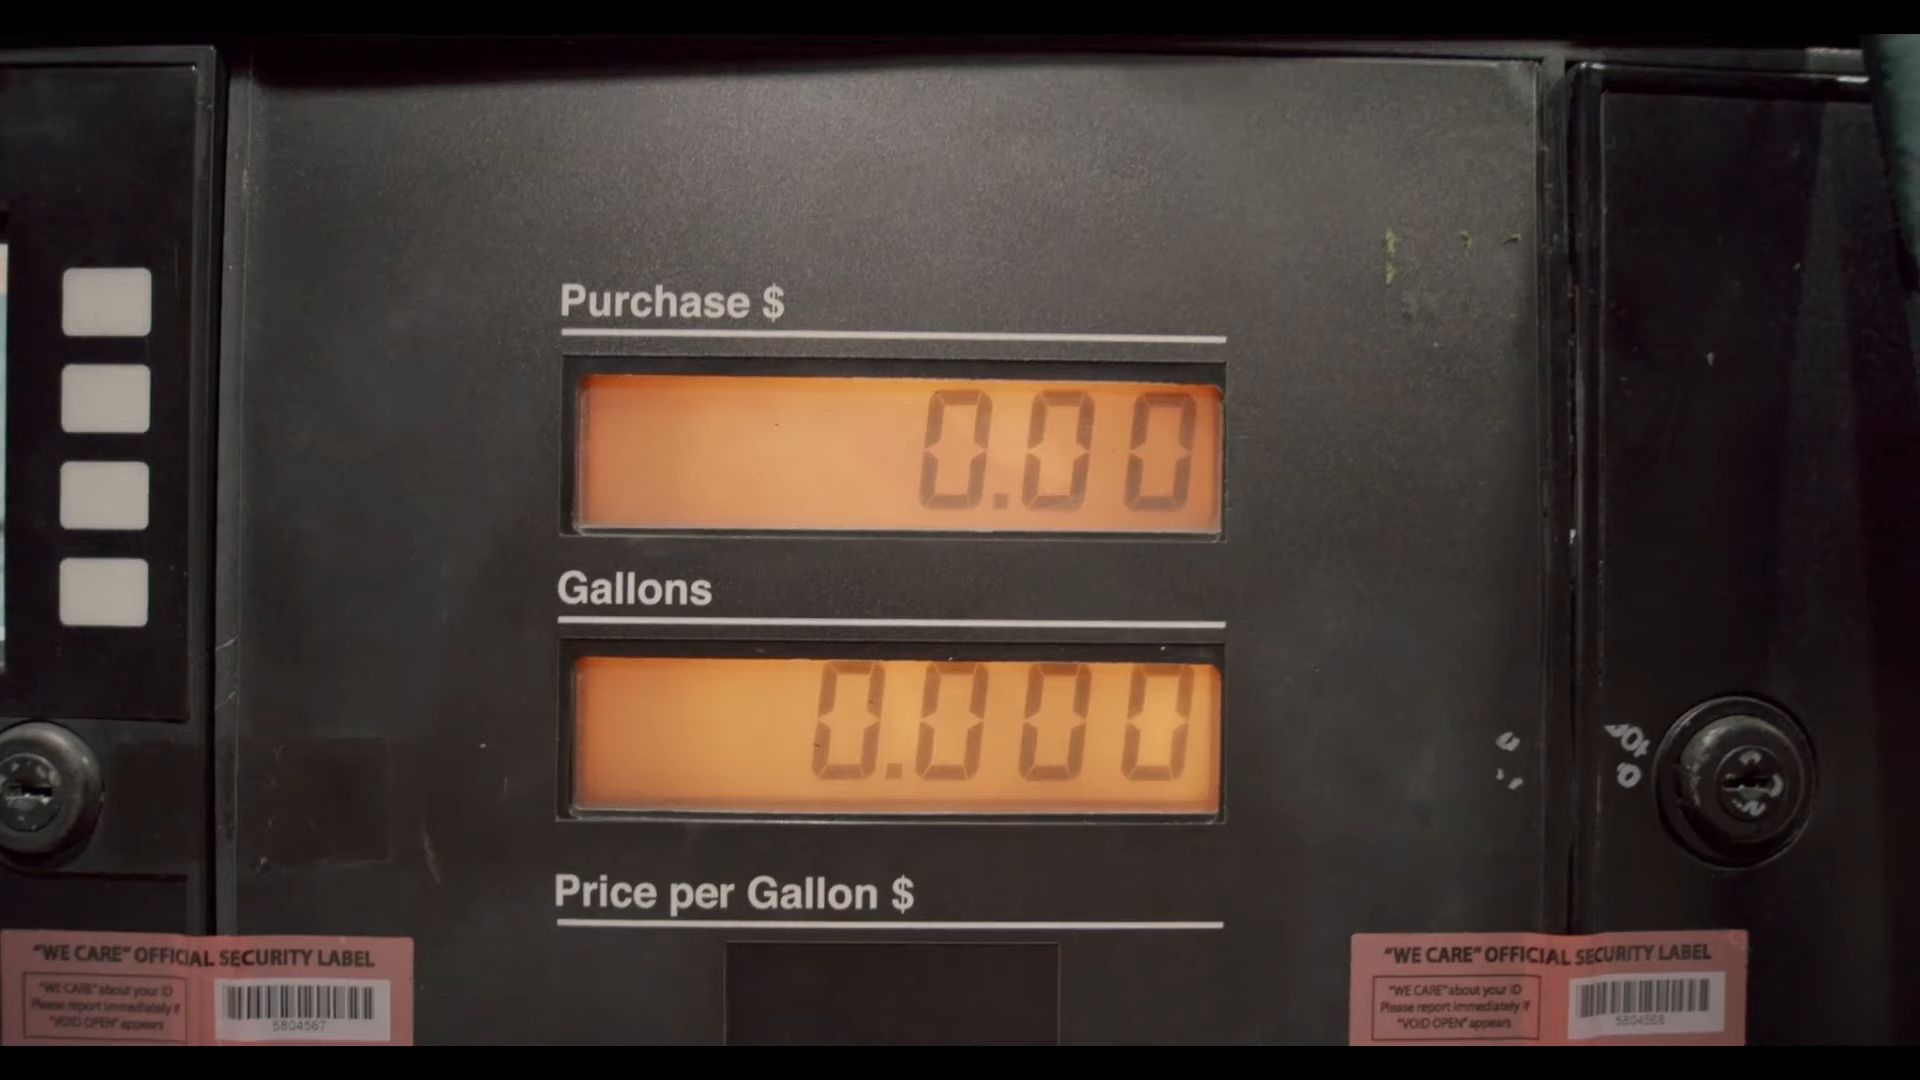 Purchase $
0.00
Gallons
0.000
Price per Gallon $
"WE CARE" OFFICIAL SECURITY LABEL
"WE CARE" about your ID
Please report immediately if
"VOID OPEN" appears
5804567
"WE CARE" OFFICIAL SECURITY LABEL
"WE CARE" about your ID
Please report immediately if
"VOID OPEN" appears
5804568